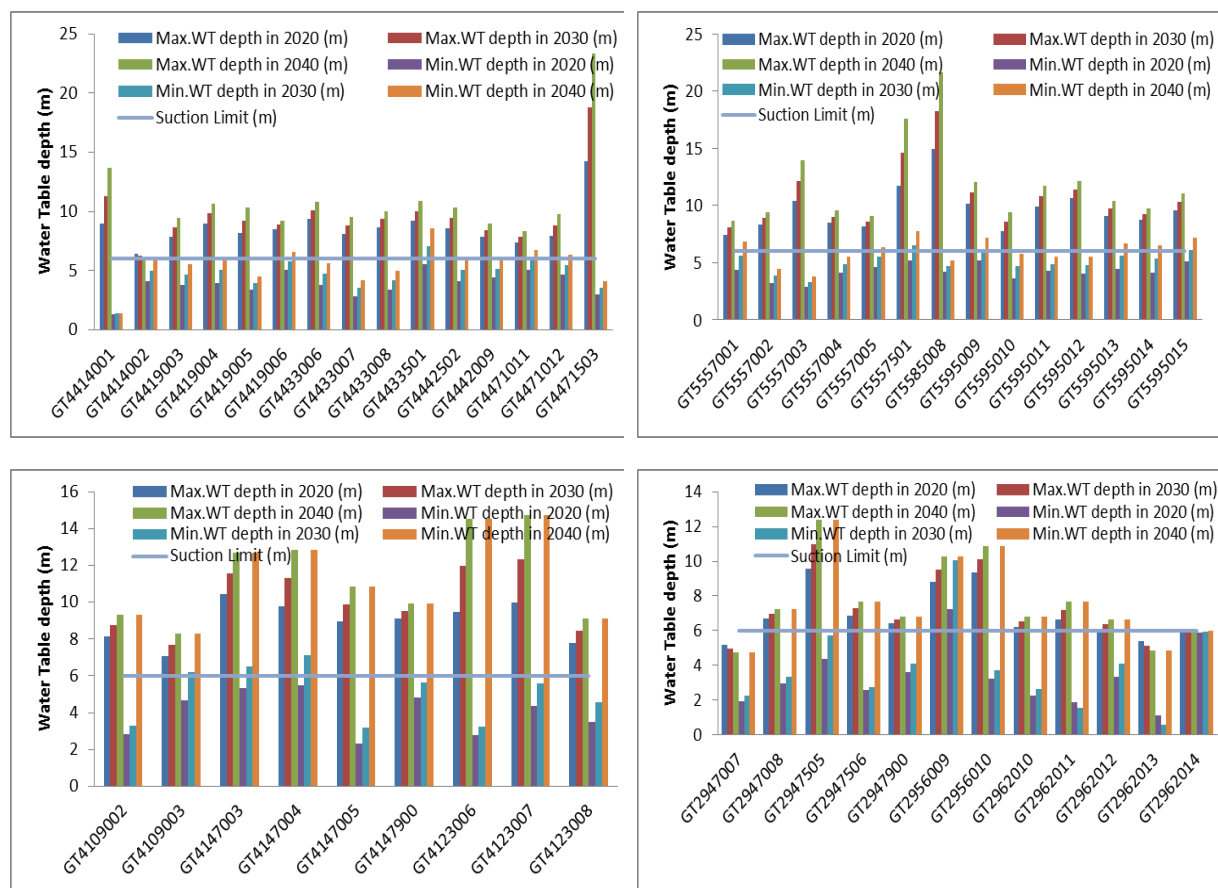 25
20
15
10
5
0
Water Table depth (m)
Max.WT depth in 2020 (m)
Max.WT depth in 2030 (m)
Max.WT depth in 2040 (m)
Min.WT depth in 2020 (m)
Min.WT depth in 2030 (m)
Min.WT depth in 2040 (m)
Suction Limit (m)
GT4414001
GT4414002
GT4419003
GT4419004
GT4419005
GT4419006
GT4433006
GT4433007
GT4433008
GT4435501
GT4425502
GT4420009
GT4471011
GT4471012
GT4471503
25
20
15
10
5
0
Water Table depth (m)
Max.WT depth in 2020 (m)
Max.WT depth in 2030 (m)
Max.WT depth in 2040 (m)
Min.WT depth in 2020 (m)
Min.WT depth in 2030 (m)
Min.WT depth in 2040 (m)
Suction Limit (m)
GT5557001
GT5557002
GT5557003
GT5557004
GT5557005
GT5557501
GT5585008
GT5595009
GT5595010
GT5595011
GT5595012
GT5595013
GT5595014
GT5595015
16
14
12
10
8
6
4
2
0
Water Table depth (m)
Max.WT depth in 2020 (m)
Max.WT depth in 2030 (m)
Max.WT depth in 2040 (m)
Min.WT depth in 2020 (m)
Min.WT depth in 2030 (m)
Min.WT depth in 2040 (m)
Suction Limit (m)
GT4109002
GT4109003
GT4147003
GT4147004
GT4147005
GT4147900
GT4123006
GT4123007
GT4123008
14
12
10
8
6
4
2
0
Water Table depth (m)
Max.WT depth in 2020 (m)
Max.WT depth in 2030 (m)
Max.WT depth in 2040 (m)
Min.WT depth in 2020 (m)
Min.WT depth in 2030 (m)
Min.WT depth in 2040 (m)
Suction Limit (m)
GT2947007
GT2947008
GT2947505
GT2947506
GT2947900
GT2956009
GT2956010
GT2962010
GT2962011
GT2962012
GT2962013
GT2962014